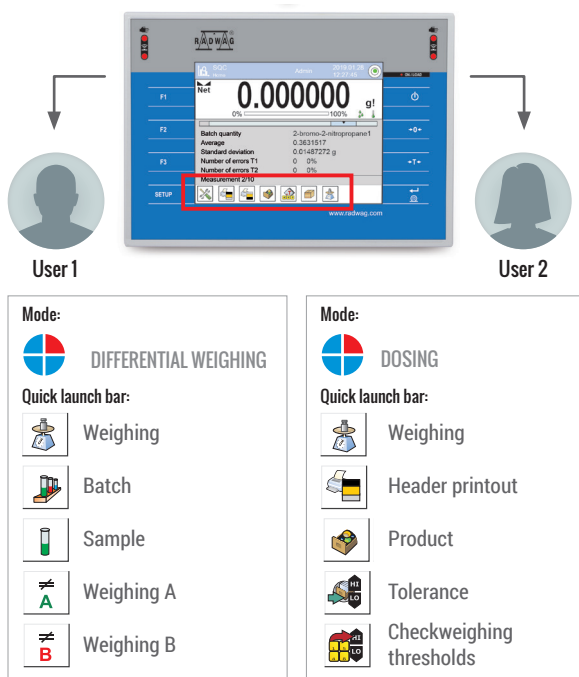 RADWAG
SQC
Admin
2019.01.28
12:27:45
Net
0.000000 g!
0% 100%
Batch quantity 2-bromo-2-nitropropane1
Average 0.3631517
Standard deviation 0.01487272 g
Number of errors T1 0 0%
Number of errors T2 0 0%
Measurement 2/10
F1
F2
F3
SETUP
→0←
→T←
www.radwag.com
User 1
User 2
Mode:
DIFFERENTIAL WEIGHING
Quick launch bar:
Weighing
Batch
Sample
≠
A
Weighing A
≠
B
Weighing B
Mode:
DOSING
Quick launch bar:
Weighing
Header printout
Product
HI
LO
Tolerance
HI
LO
Checkweighing
thresholds